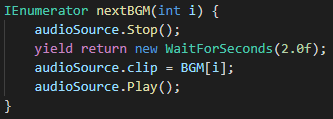 IEnumerator nextBGM(int i) {
    audioSource.Stop();
    yield return new WaitForSeconds(2.0f);
    audioSource.clip = BGM[i];
    audioSource.Play();
}